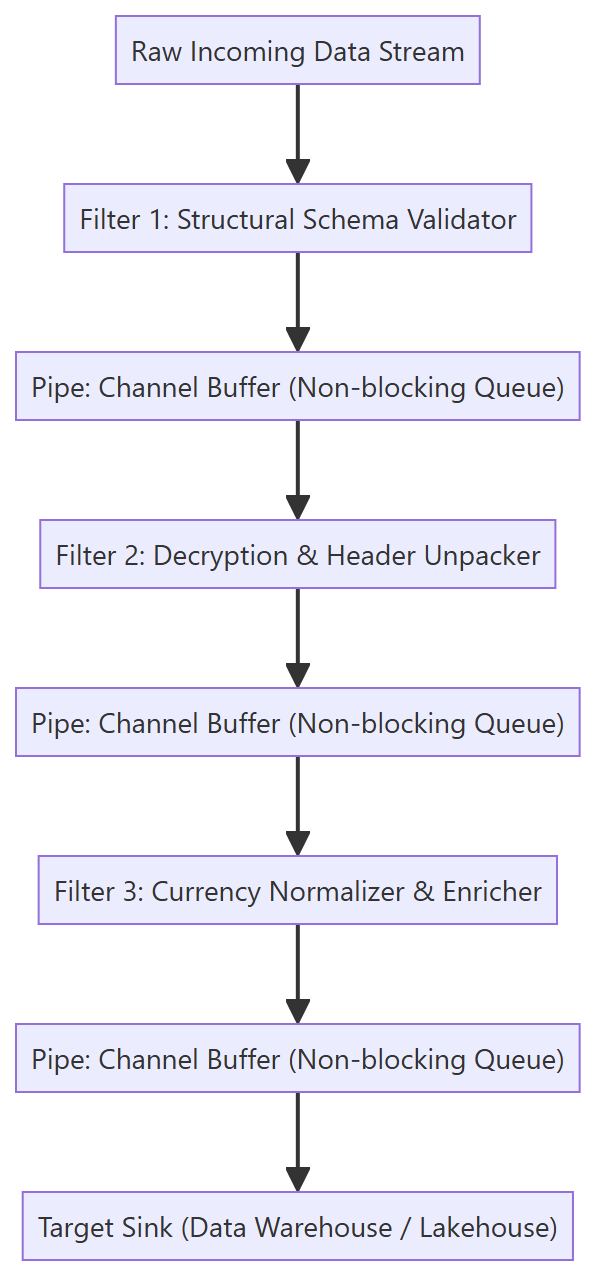 Raw Incoming Data Stream
Filter 1: Structural Schema Validator
Pipe: Channel Buffer (Non-blocking Queue)
Filter 2: Decryption & Header Unpacker
Pipe: Channel Buffer (Non-blocking Queue)
Filter 3: Currency Normalizer & Enricher
Pipe: Channel Buffer (Non-blocking Queue)
Target Sink (Data Warehouse / Lakehouse)